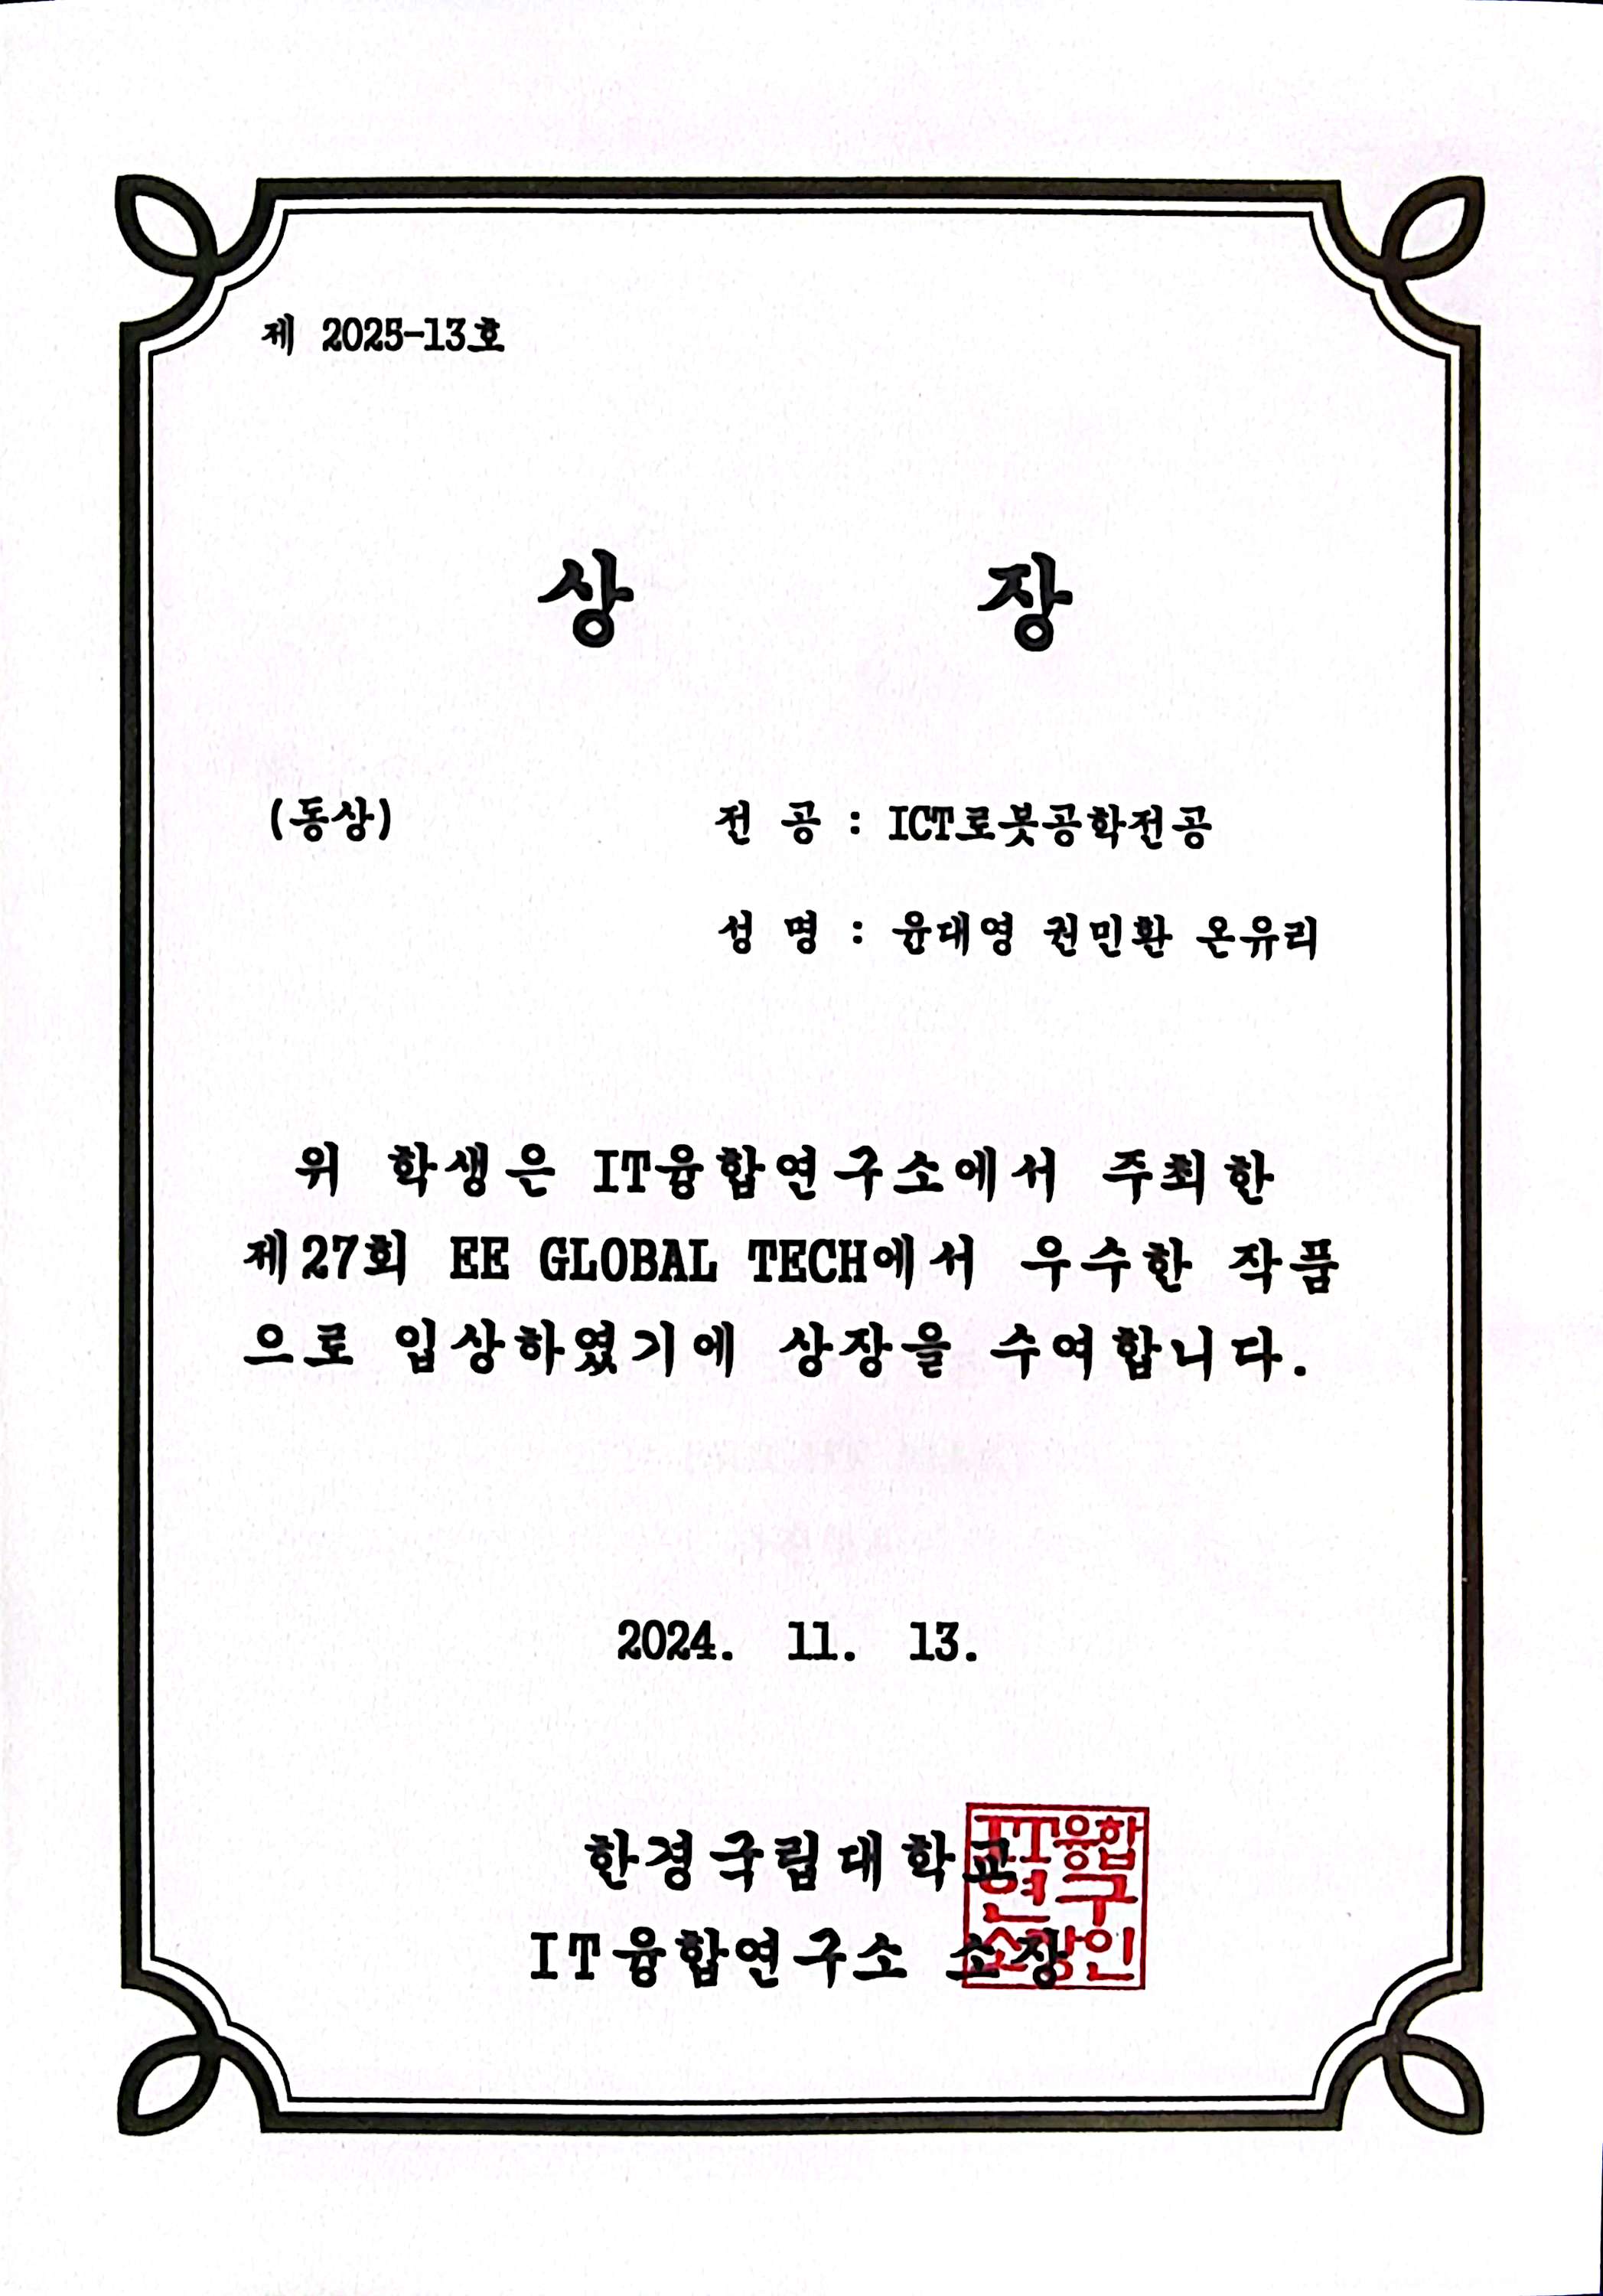 제 2025-13호
상 장
(동상)
전 공 : ICT로봇공학전공
성 명 : 윤대영 권민환 온유리
위 학생은 IT융합연구소에서 주최한
제27회 EE GLOBAL TECH에서 우수한 작품
으로 입상하였기에 상장을 수여합니다.
2024. 11. 13.
한경국립대학교
IT융합연구소 소장
IT융합
연구
소장인